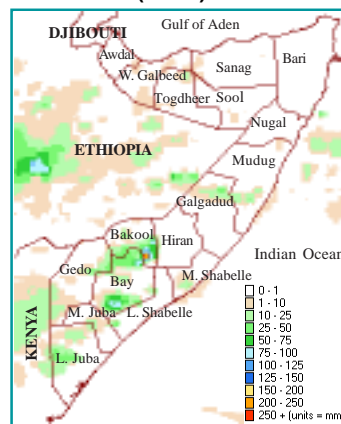 Gulf of Aden
DJIBOUTI
Awdal
Bari
Sanag
W. Galbeed
Togdheer Sool
Nugal
ETHIOPIA
Mudug
Galgadud
Bakool
Hiran
Indian Ocean
Gedo
Bay
M. Shabelle
M. Juba
L. Shabelle
KENYA
L. Juba
0 - 1
1 - 10
10 - 25
25 - 50
50 - 75
75 - 100
100 - 125
125 - 150
150 - 200
200 - 250
250 + (units = mm